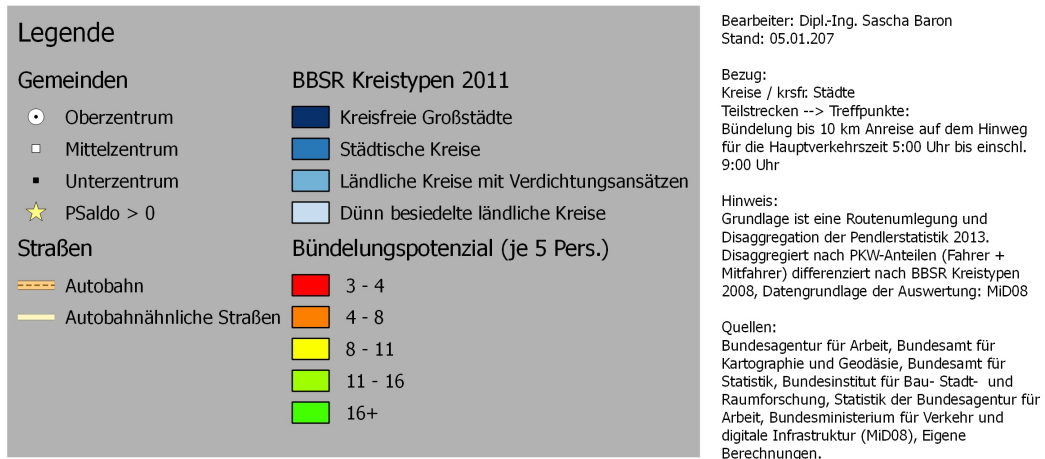 Legende
Gemeinden
Oberzentrum
Mittelzentrum
Unterzentrum
PSaldo > 0
Straßen
Autobahn
Autobahnähnliche Straßen
BBSR Kreistypen 2011
Kreisfreie Großstädte
Städtische Kreise
Ländliche Kreise mit Verdichtungsansätzen
Dünn besiedelte ländliche Kreise
Bündelungspotenzial (je 5 Pers.)
3 - 4
4 - 8
8 - 11
11 - 16
16+
Bearbeiter: Dipl.-Ing. Sascha Baron
Stand: 05.01.207
Bezug:
Kreise / krsfr. Städte
Teilstrecken --> Treffpunkte:
Bündelung bis 10 km Anreise auf dem Hinweg
für die Hauptverkehrszeit 5:00 Uhr bis einschl.
9:00 Uhr
Hinweis:
Grundlage ist eine Routenumlegung und
Disaggregation der Pendlerstatistik 2013.
Disaggregiert nach PKW-Anteilen (Fahrer +
Mitfahrer) differenziert nach BBSR Kreistypen
2008, Datengrundlage der Auswertung: MiD08
Quellen:
Bundesagentur für Arbeit, Bundesamt für
Kartographie und Geodäsie, Bundesamt für
Statistik, Bundesinstitut für Bau- Stadt- und
Raumforschung, Statistik der Bundesagentur für
Arbeit, Bundesministerium für Verkehr und
digitale Infrastruktur (MiD08), Eigene
Berechnungen.